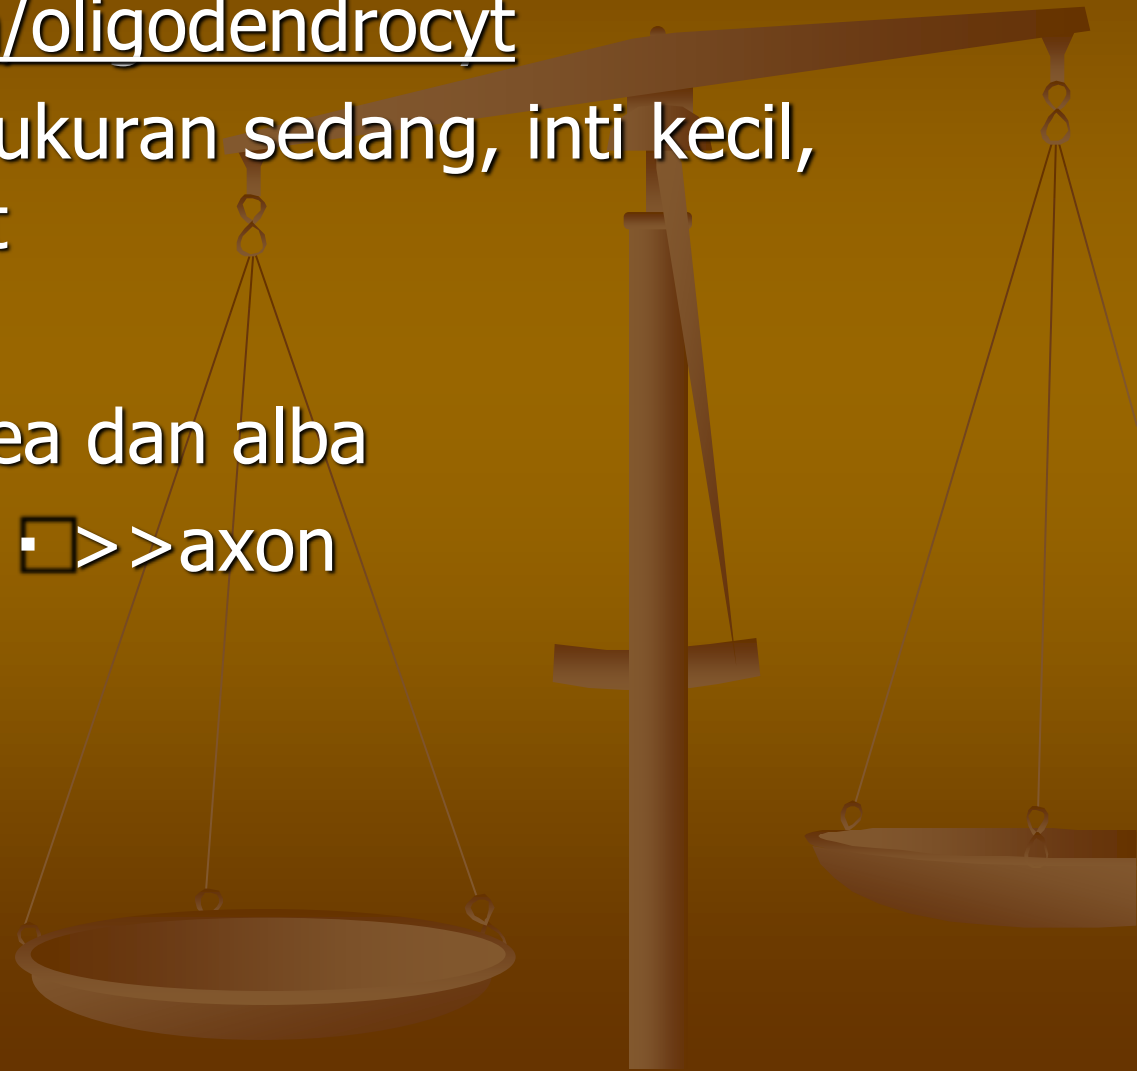 /oligodendrocyt
ukuran sedang, inti kecil,
t
ea dan alba
▪>>axon